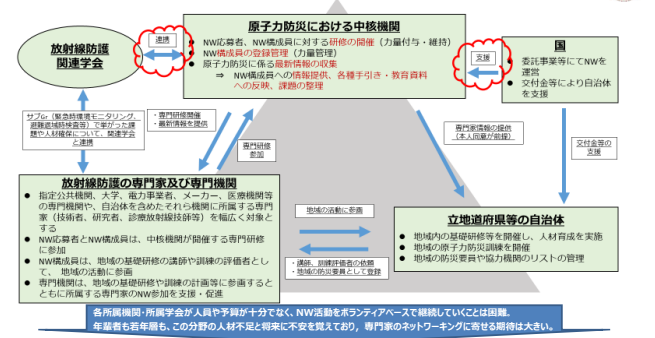 原子力防災における中核機関
● NW応募者、NW構成員に対する研修の開催（力量付与・維持）
● NW構成員の登録管理（力量管理）
● 原子力防災に係る最新情報の収集
⇒ NW構成員への情報提供、各種手引き・教育資料
への反映、課題の整理
放射線防護
関連学会
連携
支援
国
● 委託事業等にてNWを
運営
● 交付金等により自治体
を支援
サブGr（緊急時環境モニタリング、
避難退域時検査等）で挙がった課
題や人材確保について、関連学会
と連携
・専門研修開催
・最新情報を提供
専門研修
参加
専門家情報の提供
（本人同意が前提）
交付金等の
支援
放射線防護の専門家及び専門機関
● 指定公共機関、大学、電力事業者、メーカー、医療機関等
の専門機関や、自治体を含めたそれら機関に所属する専門
家（技術者、研究者、診療放射線技師等）を幅広く対象と
する
● NW応募者とNW構成員は、中核機関が開催する専門研修
に参加
● NW構成員は、地域の基礎研修の講師や訓練の評価者とし
て、 地域の活動に参画
● 専門機関は、地域の基礎研修や訓練の計画等に参画すると
ともに所属する専門家のNW参加を支援・促進
地域の活動に参画
・講師、訓練評価者の依頼
・地域の防災要員として登録
立地道府県等の自治体
● 地域内の基礎研修等を開催し、人材育成を実施
● 地域の原子力防災訓練を開催
● 地域の防災要員や協力機関のリストの管理
各所属機関・所属学会が人員や予算が十分でなく、NW活動をボランティアベースで継続していくことは困難．
年輩者も若年層も、この分野の人材不足と将来に不安を覚えており，専門家のネットワーキングに寄せる期待は大きい。